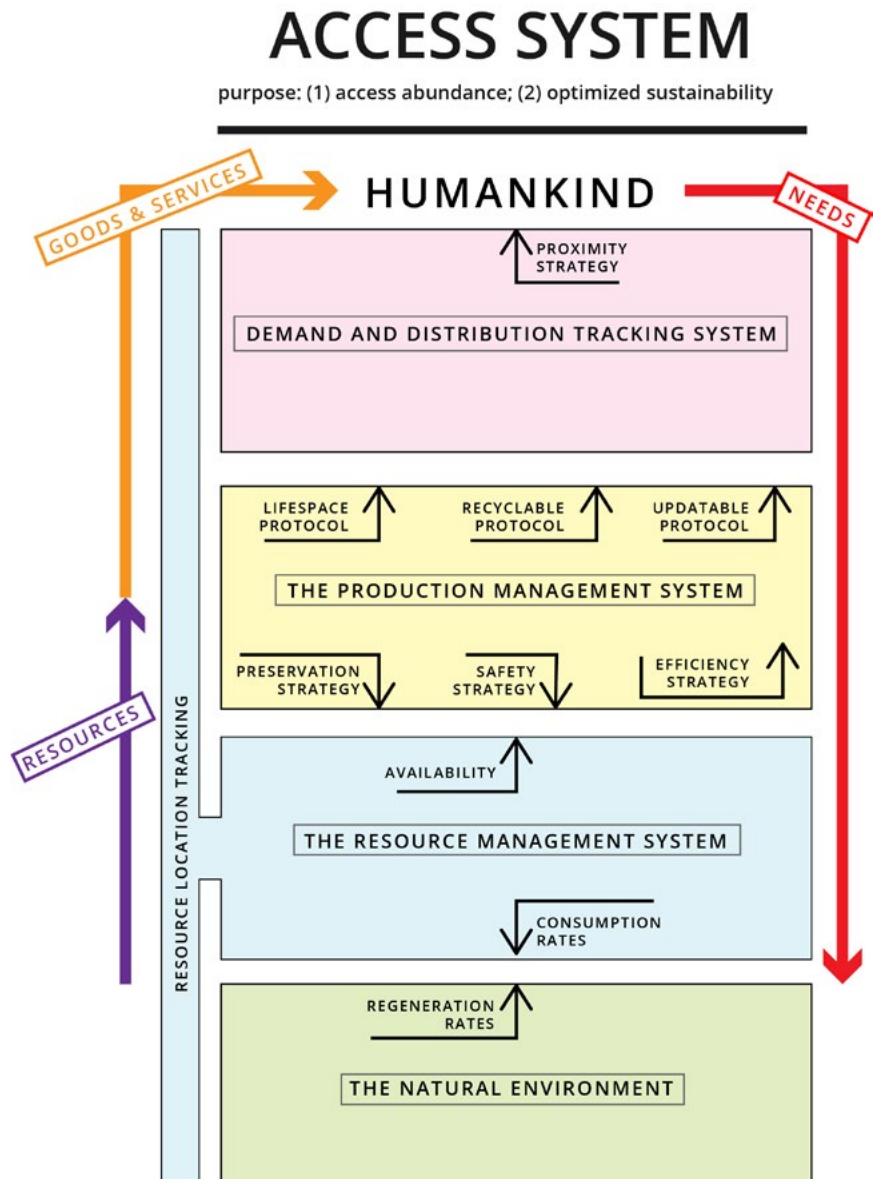 ACCESS SYSTEM
purpose: (1) access abundance; (2) optimized sustainability
GOODS & SERVICES
HUMANKIND
NEEDS
PROXIMITY
STRATEGY
DEMAND AND DISTRIBUTION TRACKING SYSTEM
LIFESPACE
PROTOCOL
RECYCLABLE
PROTOCOL
UPDATABLE
PROTOCOL
THE PRODUCTION MANAGEMENT SYSTEM
PRESERVATION
STRATEGY
SAFETY
STRATEGY
EFFICIENCY
STRATEGY
RESOURCES
RESOURCE LOCATION TRACKING
AVAILABILITY
THE RESOURCE MANAGEMENT SYSTEM
CONSUMPTION
RATES
REGENERATION
RATES
THE NATURAL ENVIRONMENT